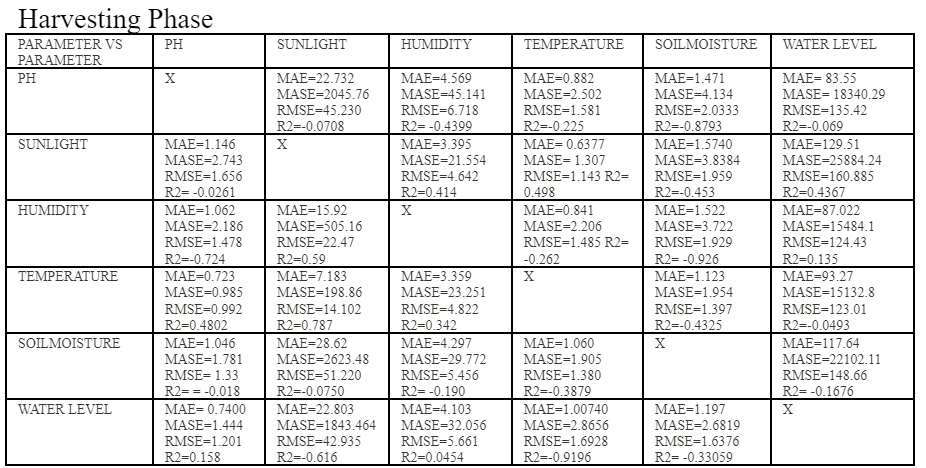 Harvesting Phase
PARAMETER VS PARAMETER | PH | SUNLIGHT | HUMIDITY | TEMPERATURE | SOILMOISTURE | WATER LEVEL
PH | X | MAE=22.732 MASE=2045.76 RMSE=45.230 R2=-0.0708 | MAE=4.569 MASE=45.141 RMSE=6.718 R2= -0.4399 | MAE=0.882 MASE=2.502 RMSE=1.581 R2=-0.225 | MAE=1.471 MASE=4.134 RMSE=2.0333 R2=-0.8793 | MAE= 83.55 MASE= 18340.29 RMSE=135.42 R2=-0.069
SUNLIGHT | MAE=1.146 MASE=2.743 RMSE=1.656 R2= -0.0261 | X | MAE=3.395 MASE=21.554 RMSE=4.642 R2=0.414 | MAE= 0.6377 MASE= 1.307 RMSE=1.143 R2= 0.498 | MAE=1.5740 MASE=3.8384 RMSE=1.959 R2=-0.453 | MAE=129.51 MASE=25884.24 RMSE=160.885 R2=0.4367
HUMIDITY | MAE=1.062 MASE=2.186 RMSE=1.478 R2=-0.724 | MAE=15.92 MASE=505.16 RMSE=22.47 R2=0.59 | X | MAE=0.841 MASE=2.206 RMSE=1.485 R2= -0.262 | MAE=1.522 MASE=3.722 RMSE=1.929 R2= -0.926 | MAE=87.022 MASE=15484.1 RMSE=124.43 R2=0.135
TEMPERATURE | MAE=0.723 MASE=0.985 RMSE=0.992 R2=0.4802 | MAE=7.183 MASE=198.86 RMSE=14.102 R2=0.787 | MAE=3.359 MASE=23.251 RMSE=4.822 R2=0.342 | X | MAE=1.123 MASE=1.954 RMSE=1.397 R2=-0.4325 | MAE=93.27 MASE=15132.8 RMSE=123.01 R2=-0.0493
SOILMOISTURE | MAE=1.046 MASE=1.781 RMSE= 1.33 R2= = -0.018 | MAE=28.62 MASE=2623.48 RMSE=51.220 R2=-0.0750 | MAE=4.297 MASE=29.772 RMSE=5.456 R2= -0.190 | MAE=1.060 MASE=1.905 RMSE=1.380 R2=-0.3879 | X | MAE=117.64 MASE=22102.11 RMSE=148.66 R2= -0.1676
WATER LEVEL | MAE= 0.7400 MASE=1.444 RMSE=1.201 R2=0.158 | MAE=22.803 MASE=1843.464 RMSE=42.935 R2=-0.616 | MAE=4.103 MASE=32.056 RMSE=5.661 R2=0.0454 | MAE=1.00740 MASE=2.8656 RMSE=1.6928 R2=-0.9196 | MAE=1.197 MASE=2.6819 RMSE=1.6376 R2= -0.33059 | X